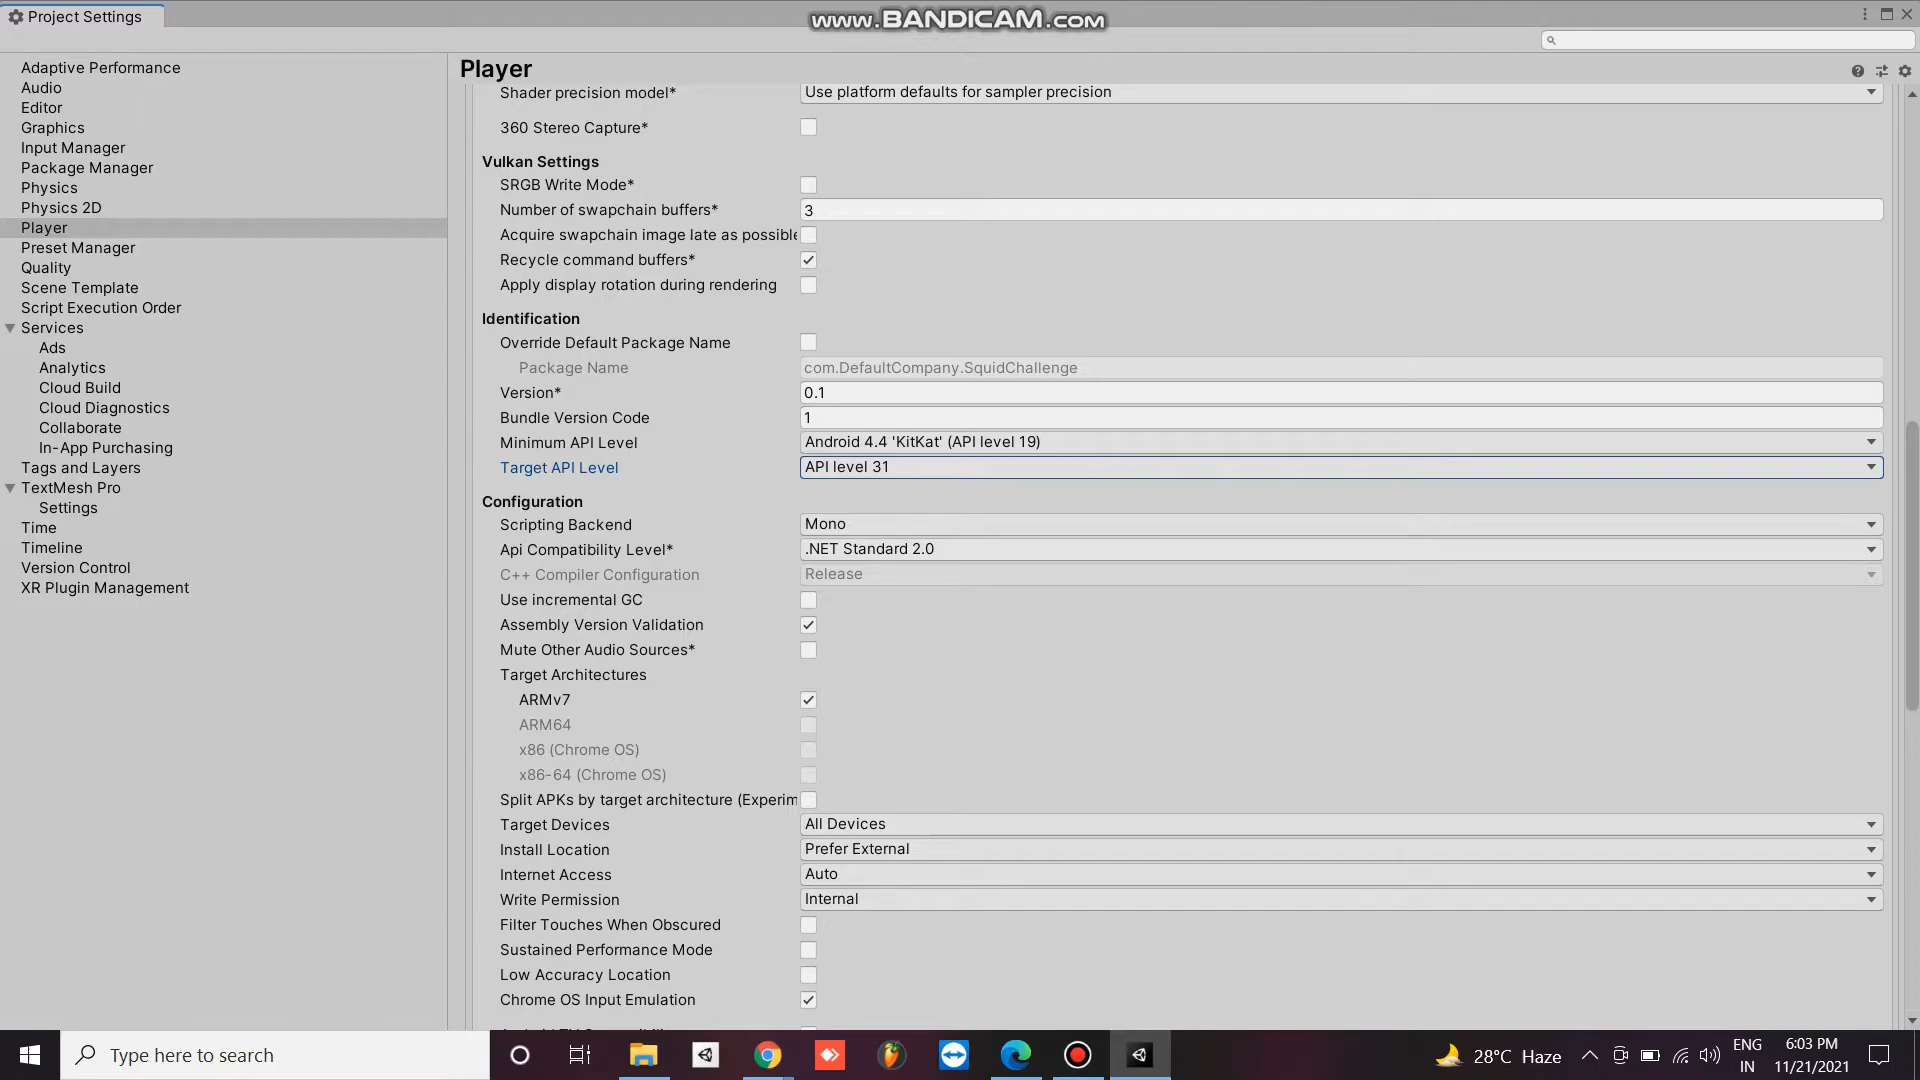 Project Settings
www.BANDICAM.com
Adaptive Performance
Audio
Editor
Graphics
Input Manager
Package Manager
Physics
Physics 2D
Player
Preset Manager
Quality
Scene Template
Script Execution Order
Services
Ads
Analytics
Cloud Build
Cloud Diagnostics
Collaborate
In-App Purchasing
Tags and Layers
TextMesh Pro
Settings
Time
Timeline
Version Control
XR Plugin Management
Player
Shader precision model* Use platform defaults for sampler precision
360 Stereo Capture*
Vulkan Settings
SRGB Write Mode*
Number of swapchain buffers* 3
Acquire swapchain image late as possible
Recycle command buffers*
Apply display rotation during rendering
Identification
Override Default Package Name
Package Name com.DefaultCompany.SquidChallenge
Version* 0.1
Bundle Version Code 1
Minimum API Level Android 4.4 'KitKat' (API level 19)
Target API Level API level 31
Configuration
Scripting Backend Mono
Api Compatibility Level* .NET Standard 2.0
C++ Compiler Configuration Release
Use incremental GC
Assembly Version Validation
Mute Other Audio Sources*
Target Architectures
ARMv7
ARM64
x86 (Chrome OS)
x86-64 (Chrome OS)
Split APKs by target architecture (Experim
Target Devices All Devices
Install Location Prefer External
Internet Access Auto
Write Permission Internal
Filter Touches When Obscured
Sustained Performance Mode
Low Accuracy Location
Chrome OS Input Emulation
Type here to search
28°C Haze
ENG
IN
6:03 PM
11/21/2021